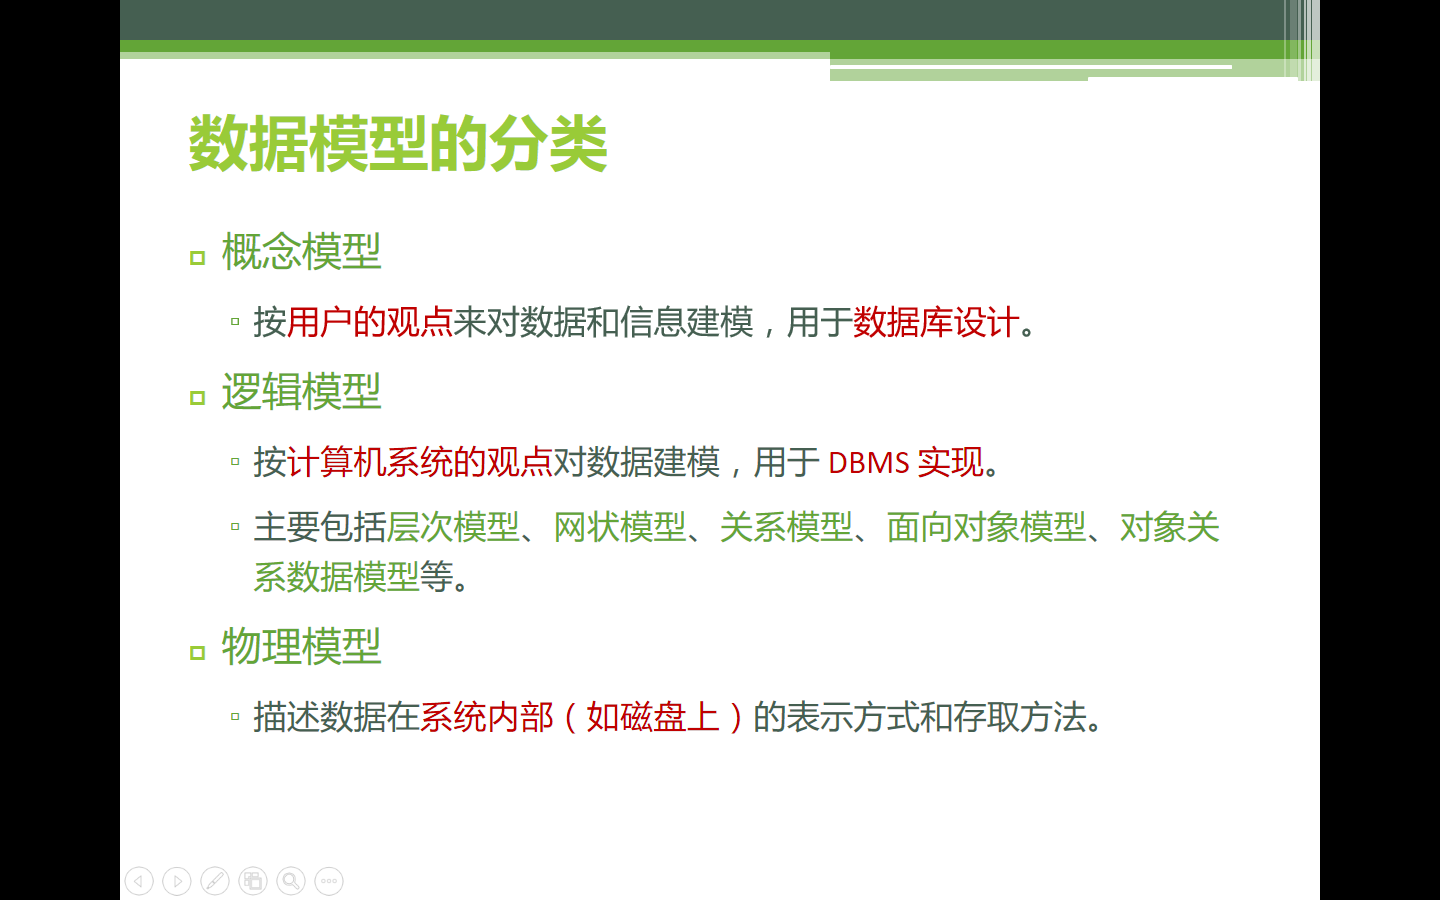 数据模型的分类
概念模型
按用户的观点来对数据和信息建模，用于数据库设计。
逻辑模型
按计算机系统的观点对数据建模，用于 DBMS 实现。
主要包括层次模型、网状模型、关系模型、面向对象模型、对象关
系数据模型等。
物理模型
描述数据在系统内部（如磁盘上）的表示方式和存取方法。